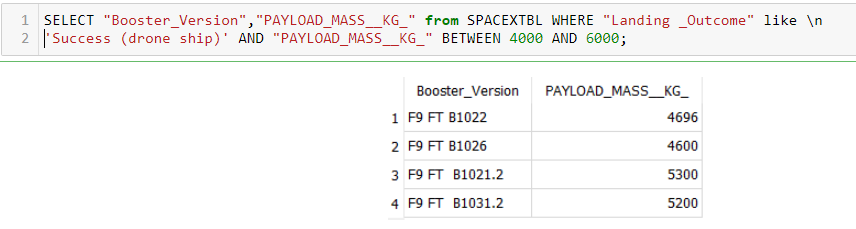 1 SELECT "Booster_Version","PAYLOAD_MASS__KG_" from SPACEXTBL WHERE "Landing _Outcome" like \n
2 'Success (drone ship)' AND "PAYLOAD_MASS__KG_" BETWEEN 4000 AND 6000;
Booster_Version PAYLOAD_MASS__KG_
1 F9 FT B1022 4696
2 F9 FT B1026 4600
3 F9 FT  B1021.2 5300
4 F9 FT  B1031.2 5200